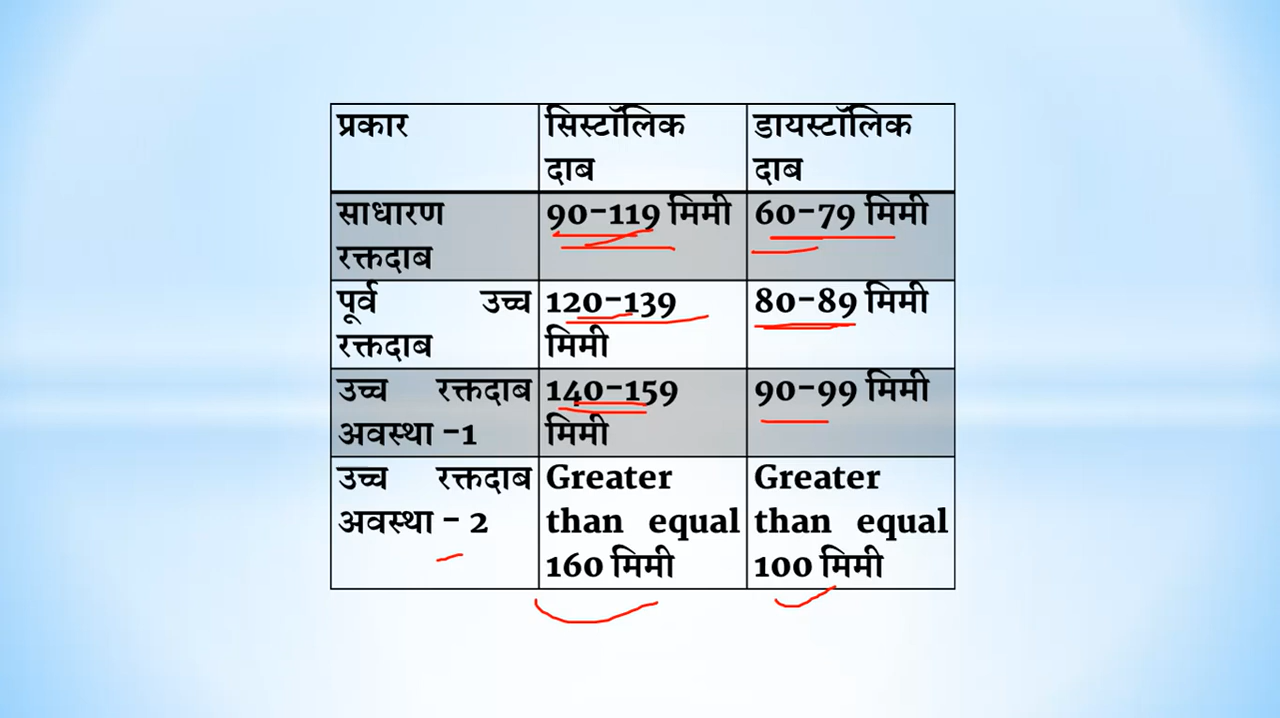 प्रकार
सिस्टॉलिक
दाब
डायस्टॉलिक
दाब
साधारण
रक्तदाब
90-119 मिमी
60-79 मिमी
पूर्व उच्च
रक्तदाब
120-139
मिमी
80-89 मिमी
उच्च रक्तदाब
अवस्था -1
140-159
मिमी
90-99 मिमी
उच्च रक्तदाब
अवस्था - 2
Greater
than equal
160 मिमी
Greater
than equal
100 मिमी